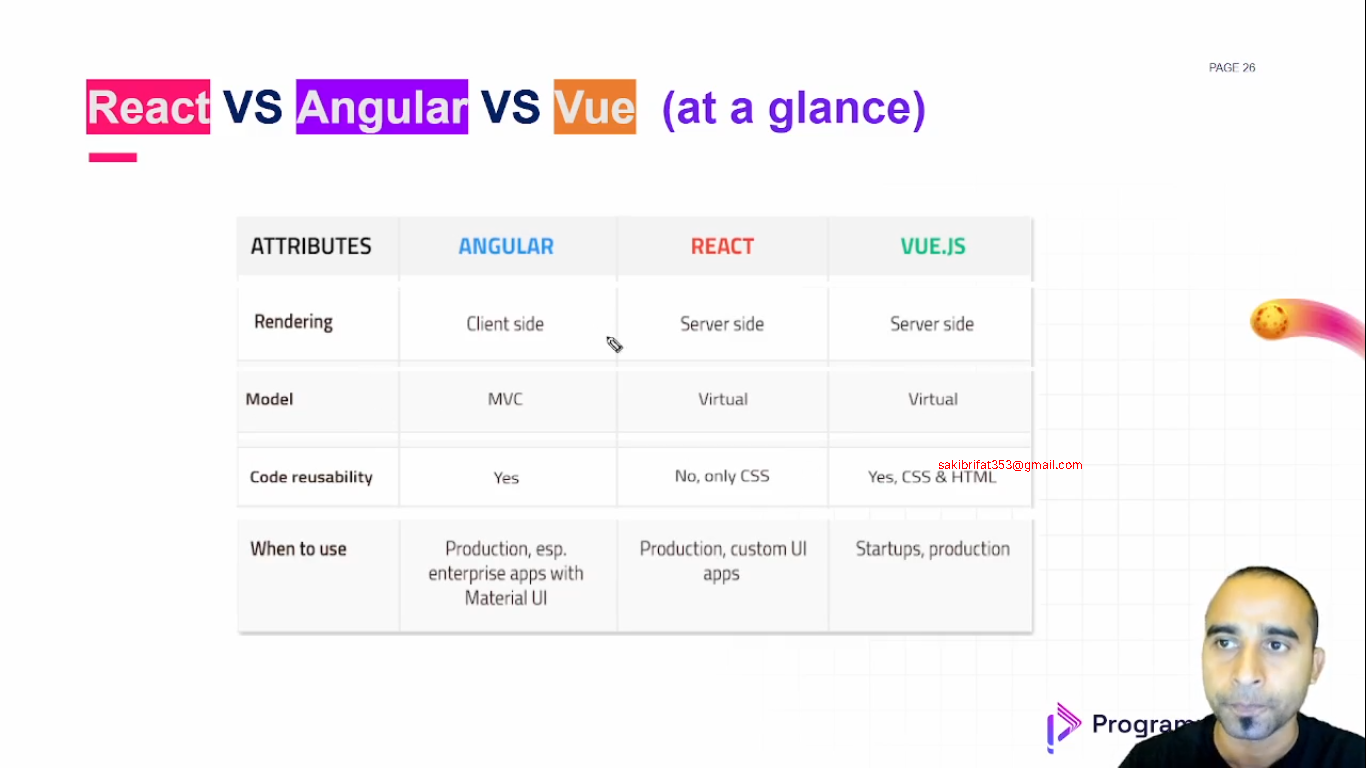 PAGE 26
React VS Angular VS Vue (at a glance)
ATTRIBUTES ANGULAR REACT VUE.JS
Rendering Client side Server side Server side
Model MVC Virtual Virtual
sakibrifat353@gmail.com
Code reusability Yes No, only CSS Yes, CSS & HTML
When to use Production, esp. enterprise apps with Material UI Production, custom UI apps Startups, production